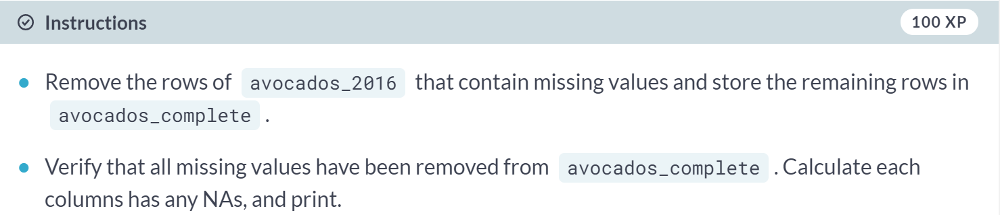 Instructions 100 XP
Remove the rows of avocados_2016 that contain missing values and store the remaining rows in
avocados_complete .
Verify that all missing values have been removed from avocados_complete . Calculate each
columns has any NAs, and print.